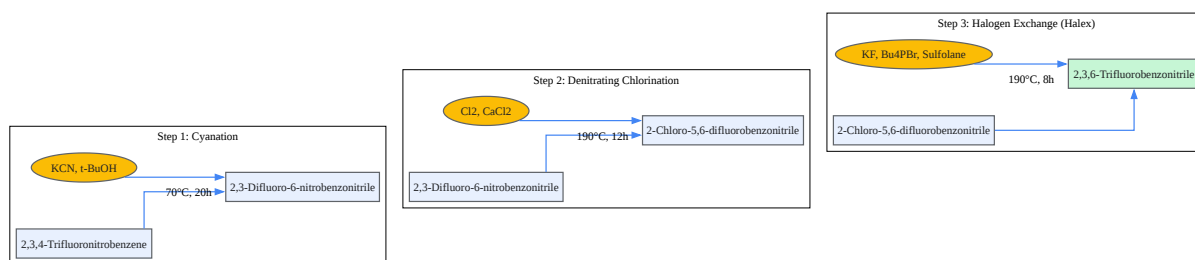 Step 1: Cyanation
KCN, t-BuOH
70°C, 20h
2,3-Difluoro-6-nitrobenzonitrile
2,3,4-Trifluoronitrobenzene
Step 2: Denitrating Chlorination
Cl2, CaCl2
190°C, 12h
2-Chloro-5,6-difluorobenzonitrile
2,3-Difluoro-6-nitrobenzonitrile
Step 3: Halogen Exchange (Halex)
KF, Bu4PBr, Sulfolane
190°C, 8h
2,3,6-Trifluorobenzonitrile
2-Chloro-5,6-difluorobenzonitrile